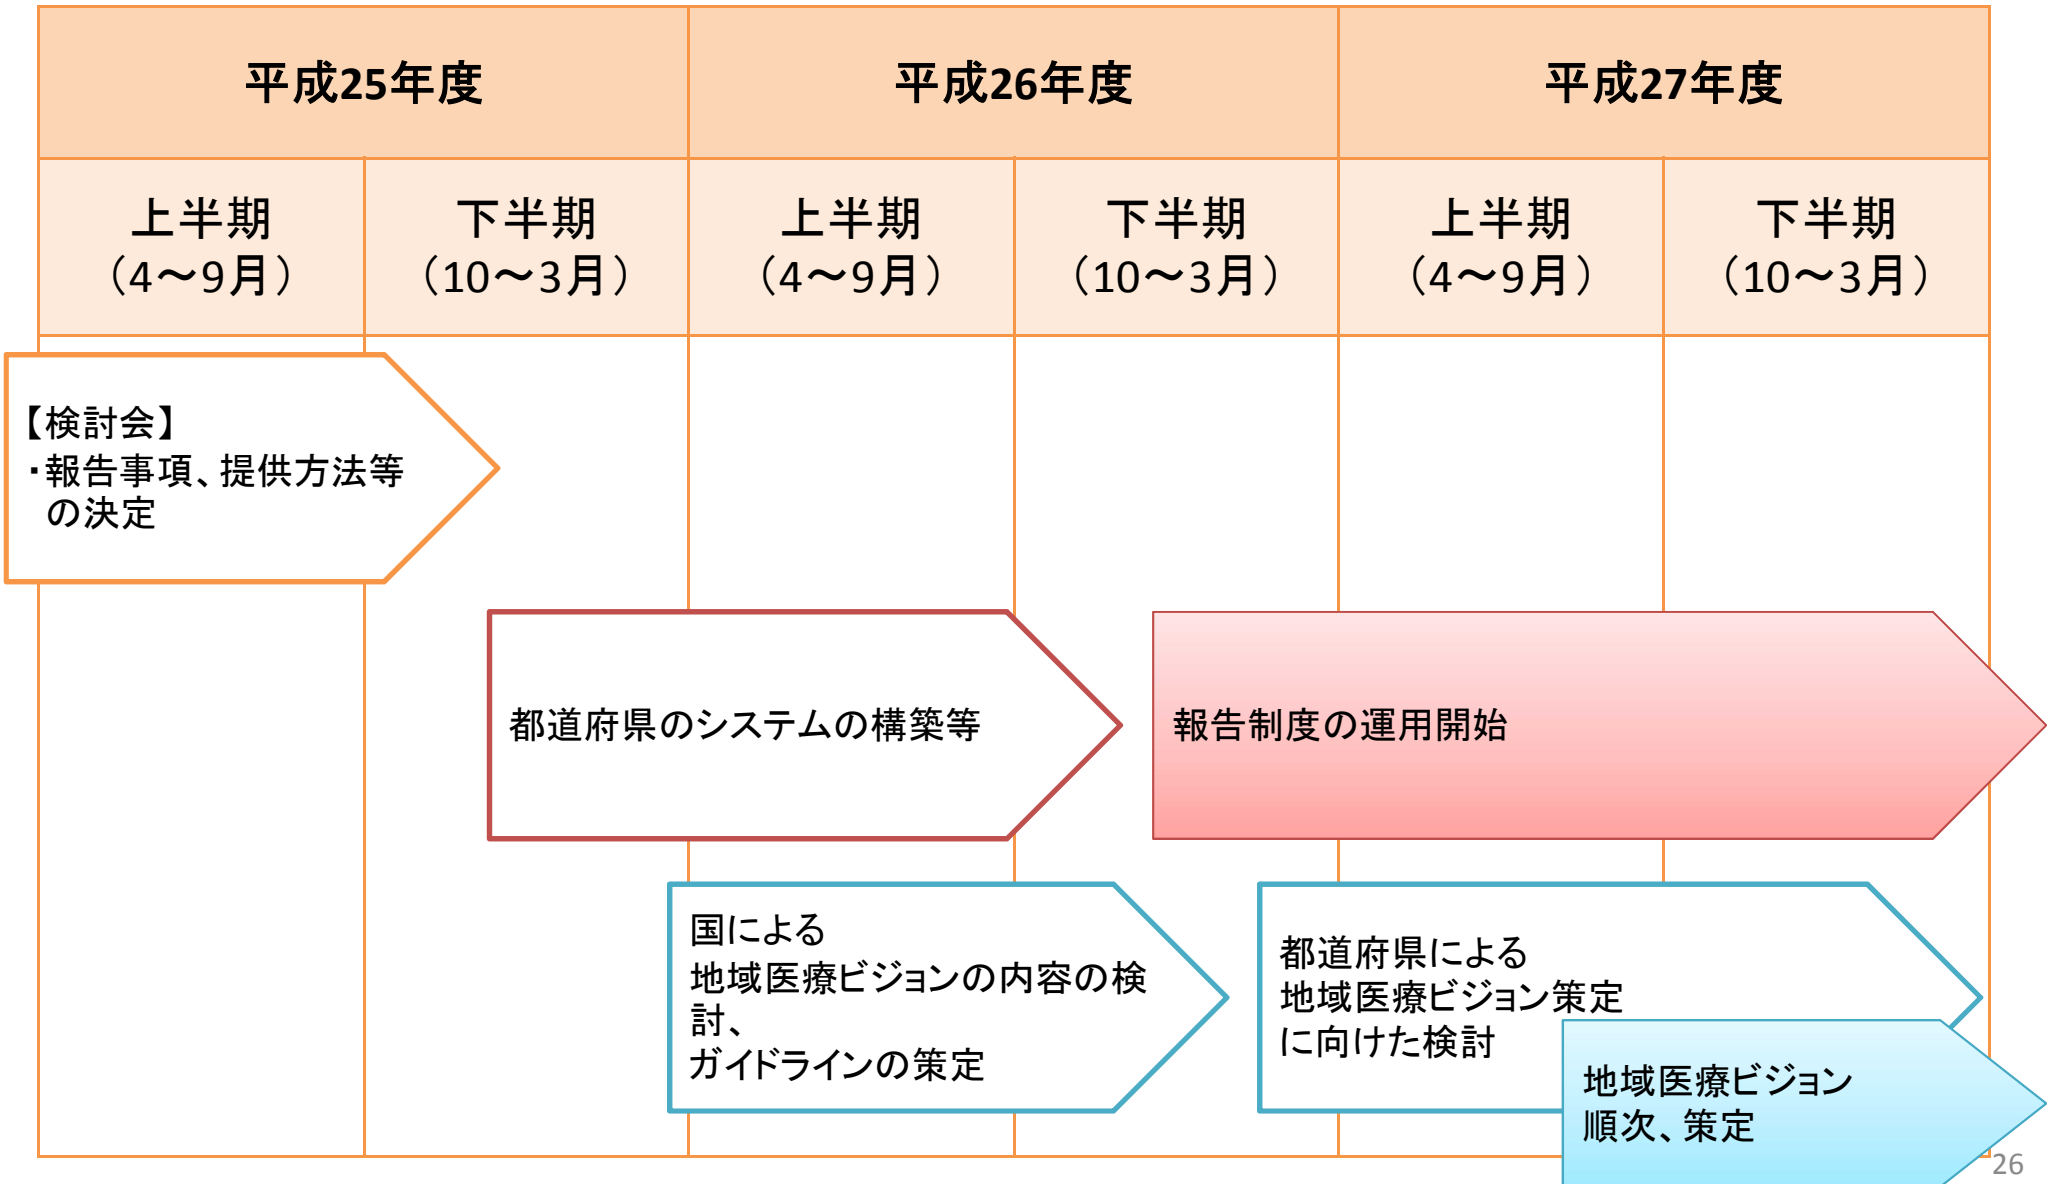 平成25年度
平成26年度
平成27年度
上半期
（4～9月）
下半期
（10～3月）
上半期
（4～9月）
下半期
（10～3月）
上半期
（4～9月）
下半期
（10～3月）
【検討会】
・報告事項、提供方法等
の決定
都道府県のシステムの構築等
報告制度の運用開始
国による
地域医療ビジョンの内容の検
討、
ガイドラインの策定
都道府県による
地域医療ビジョン策定
に向けた検討
地域医療ビジョン
順次、策定
26